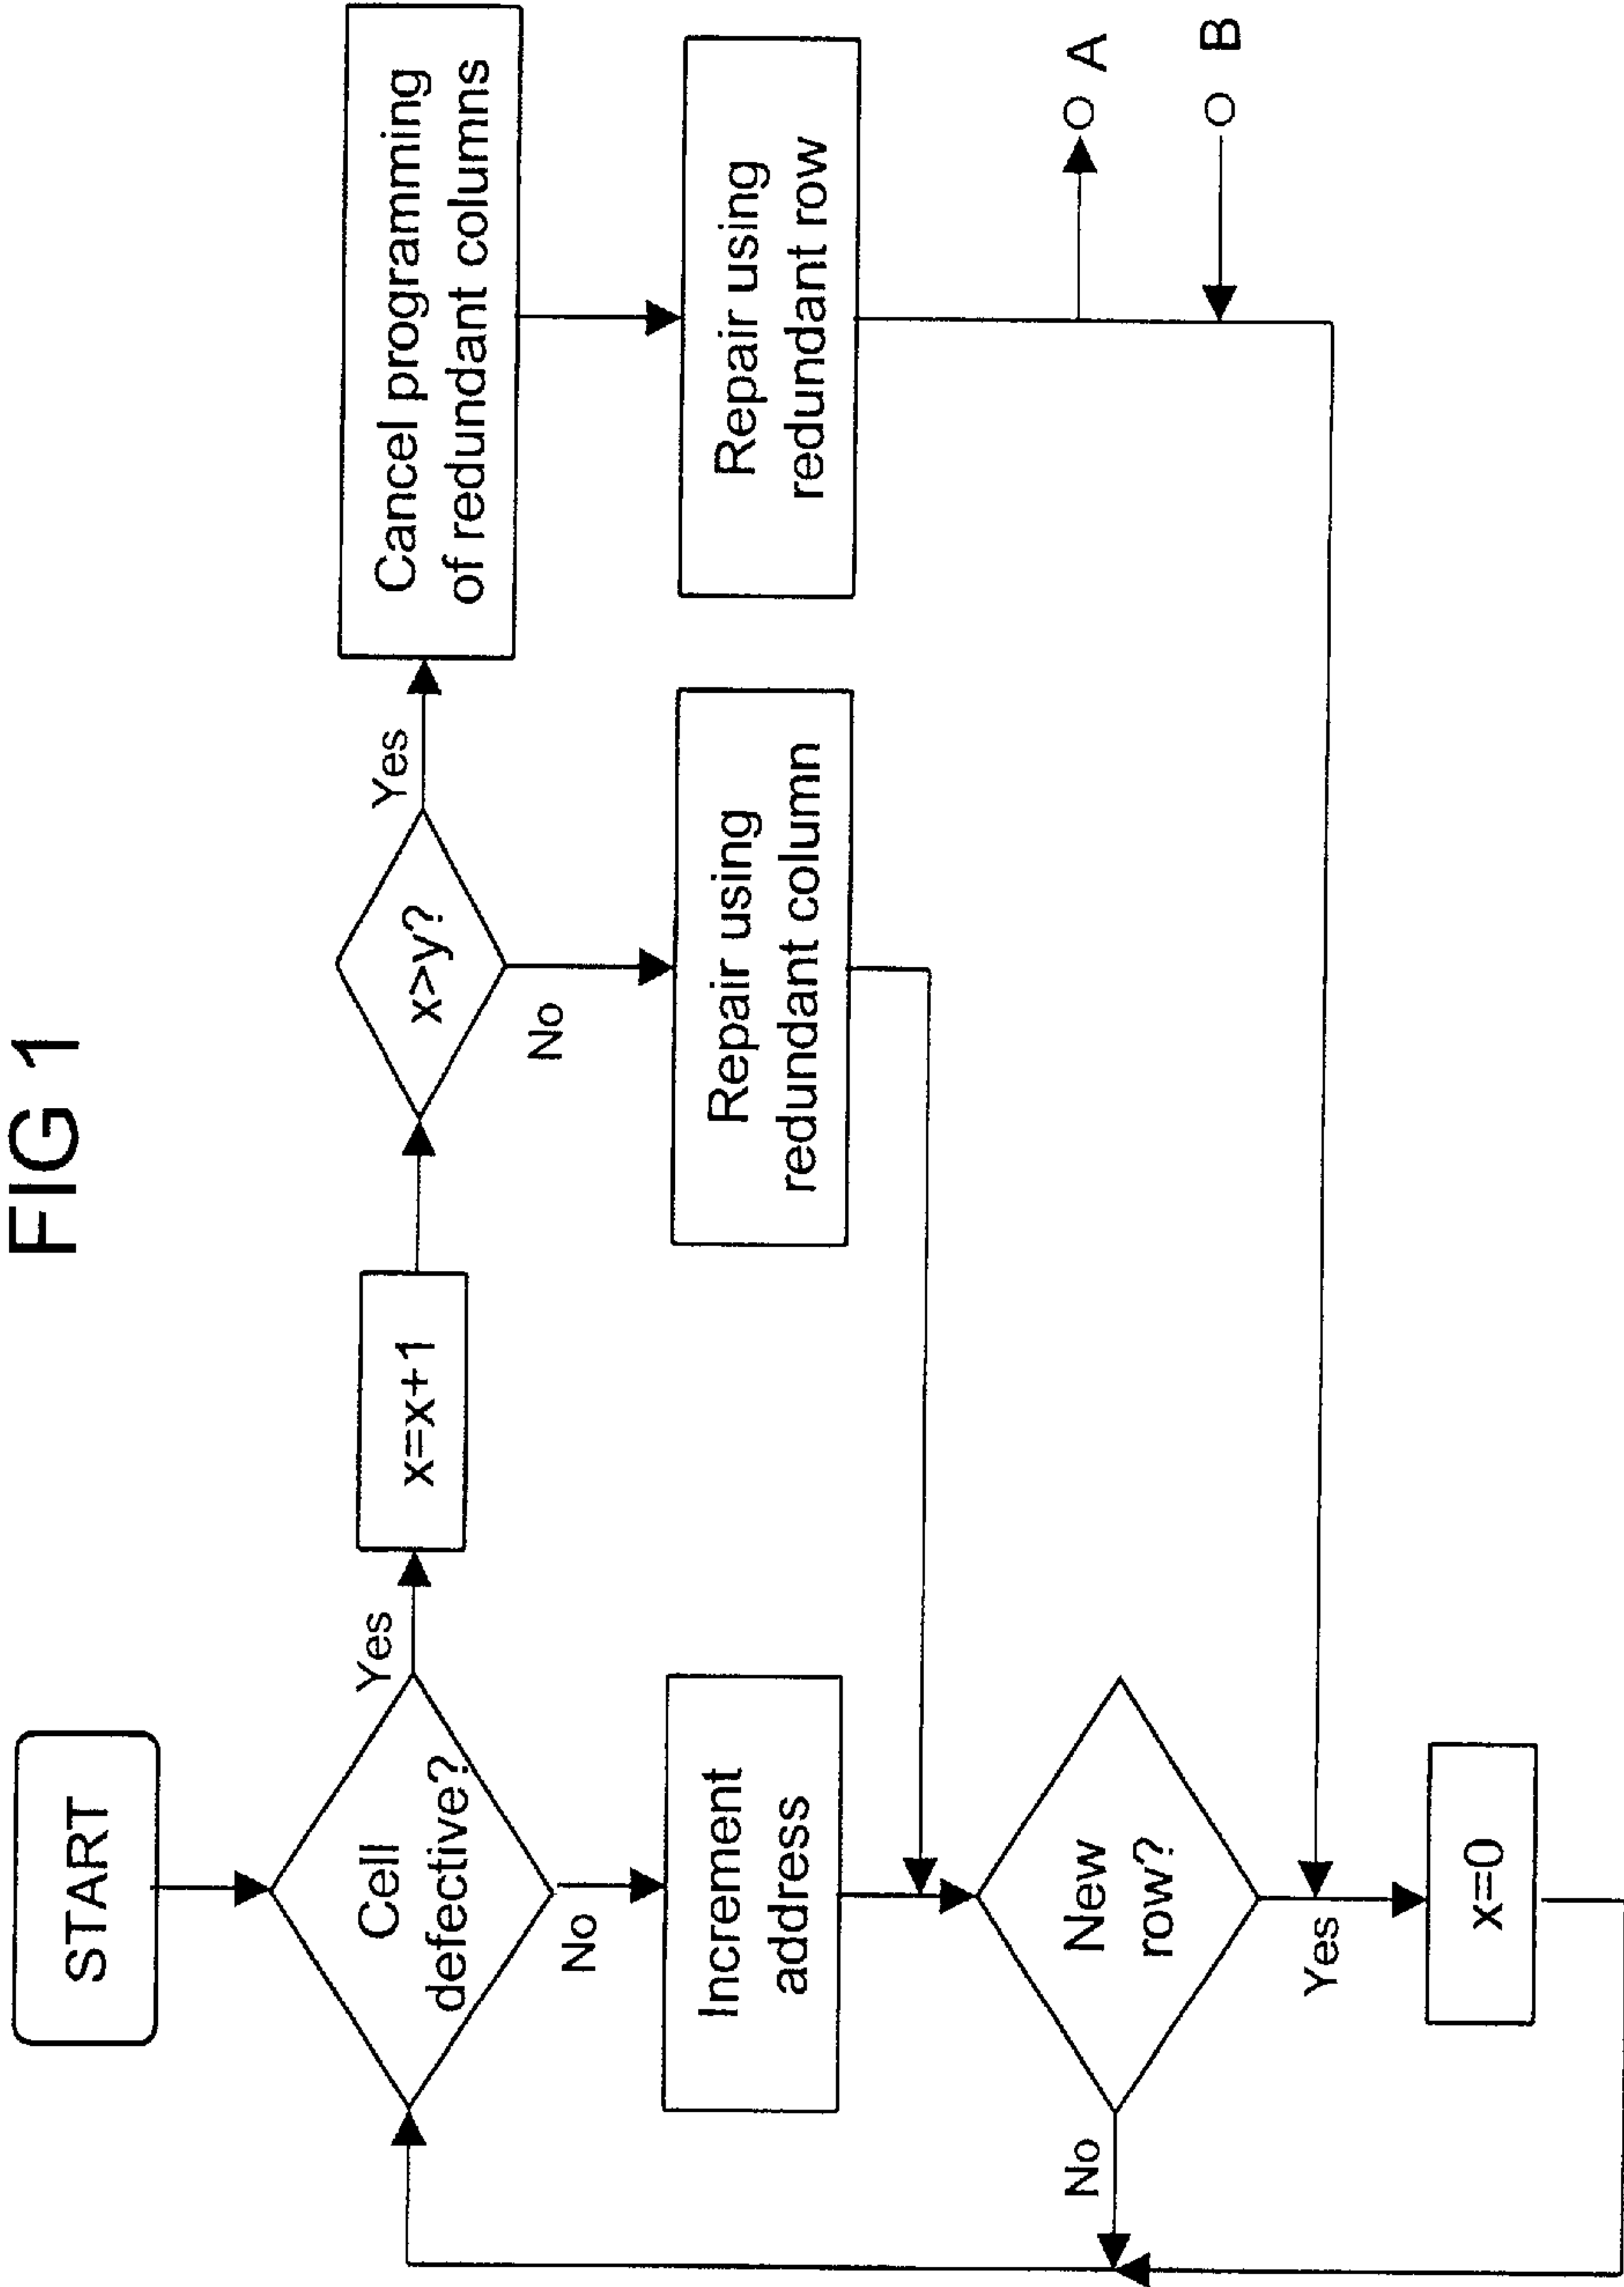 FIG 1
START
Cell
defective?
Yes
x=x+1
x>y?
Yes
Cancel programming
of redundant columns
No
Increment
address
No
Repair using
redundant column
Repair using
redundant row
New
row?
No
Yes
A
B
x=0